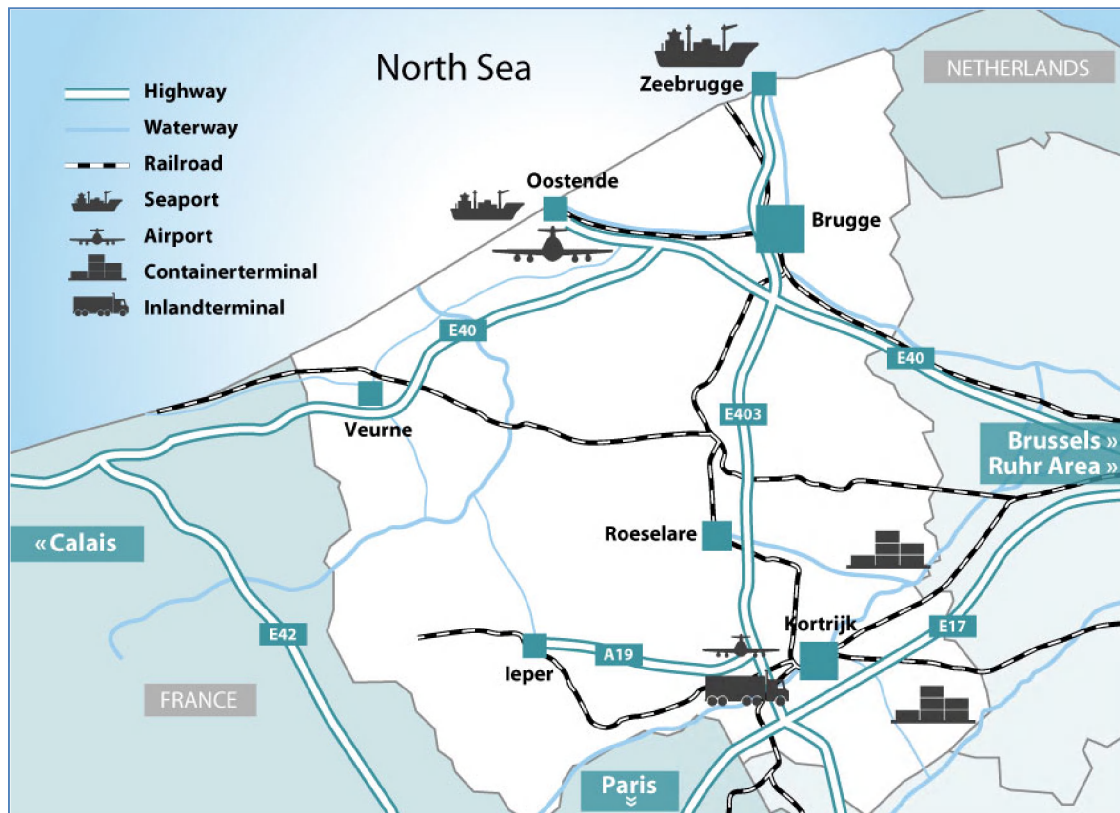 North Sea
NETHERLANDS
Highway
Waterway
Railroad
Seaport
Airport
Containerterminal
Inlandterminal
Zeebrugge
Oostende
Brugge
E40
E40
Veurne
E403
Brussels »
Ruhr Area »
« Calais
Roeselare
Kortrijk
E42
E17
A19
Ieper
FRANCE
Paris
»